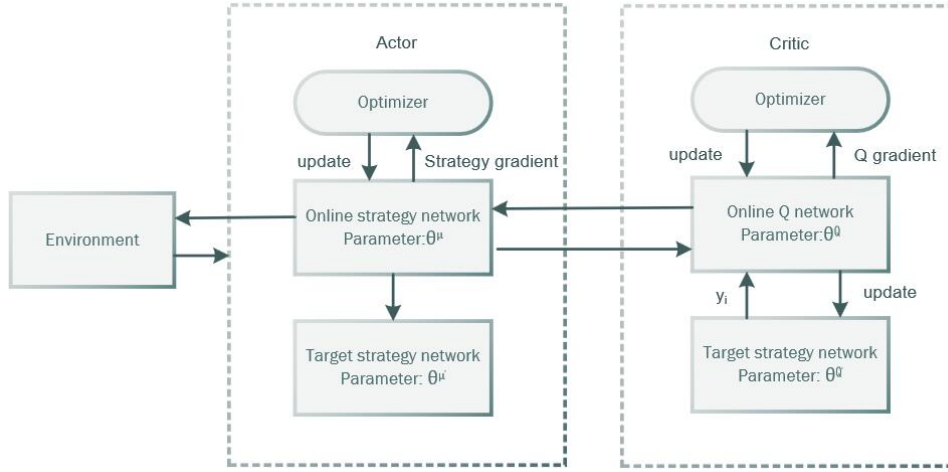 Actor
Optimizer
update
Strategy gradient
Online strategy network
Parameter:θ^μ
Target strategy network
Parameter: θ^μ'
Environment
Critic
Optimizer
update
Q gradient
Online Q network
Parameter:θ^Q
y_i
update
Target strategy network
Parameter: θ^Q'